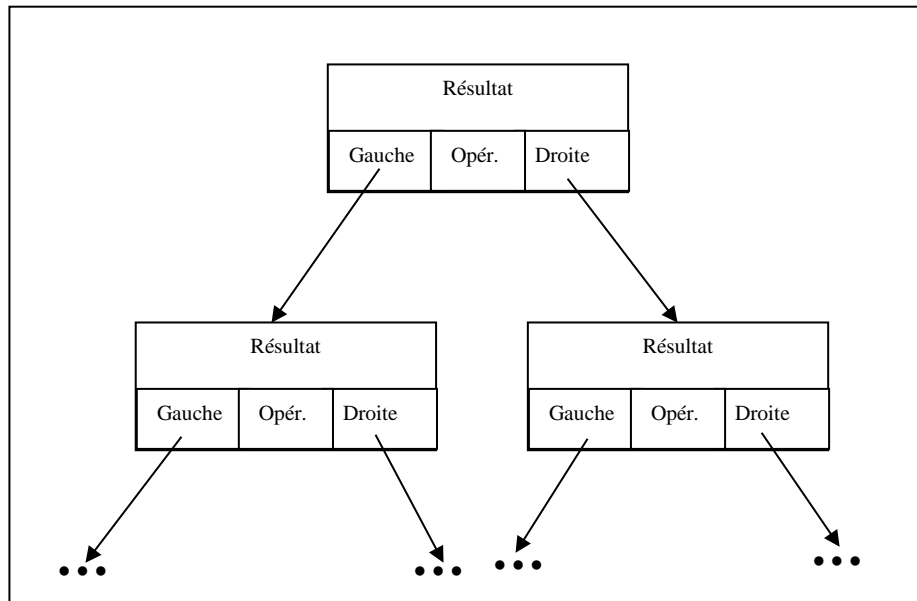 Résultat
Gauche Opér. Droite
Résultat Résultat
Gauche Opér. Droite Gauche Opér. Droite